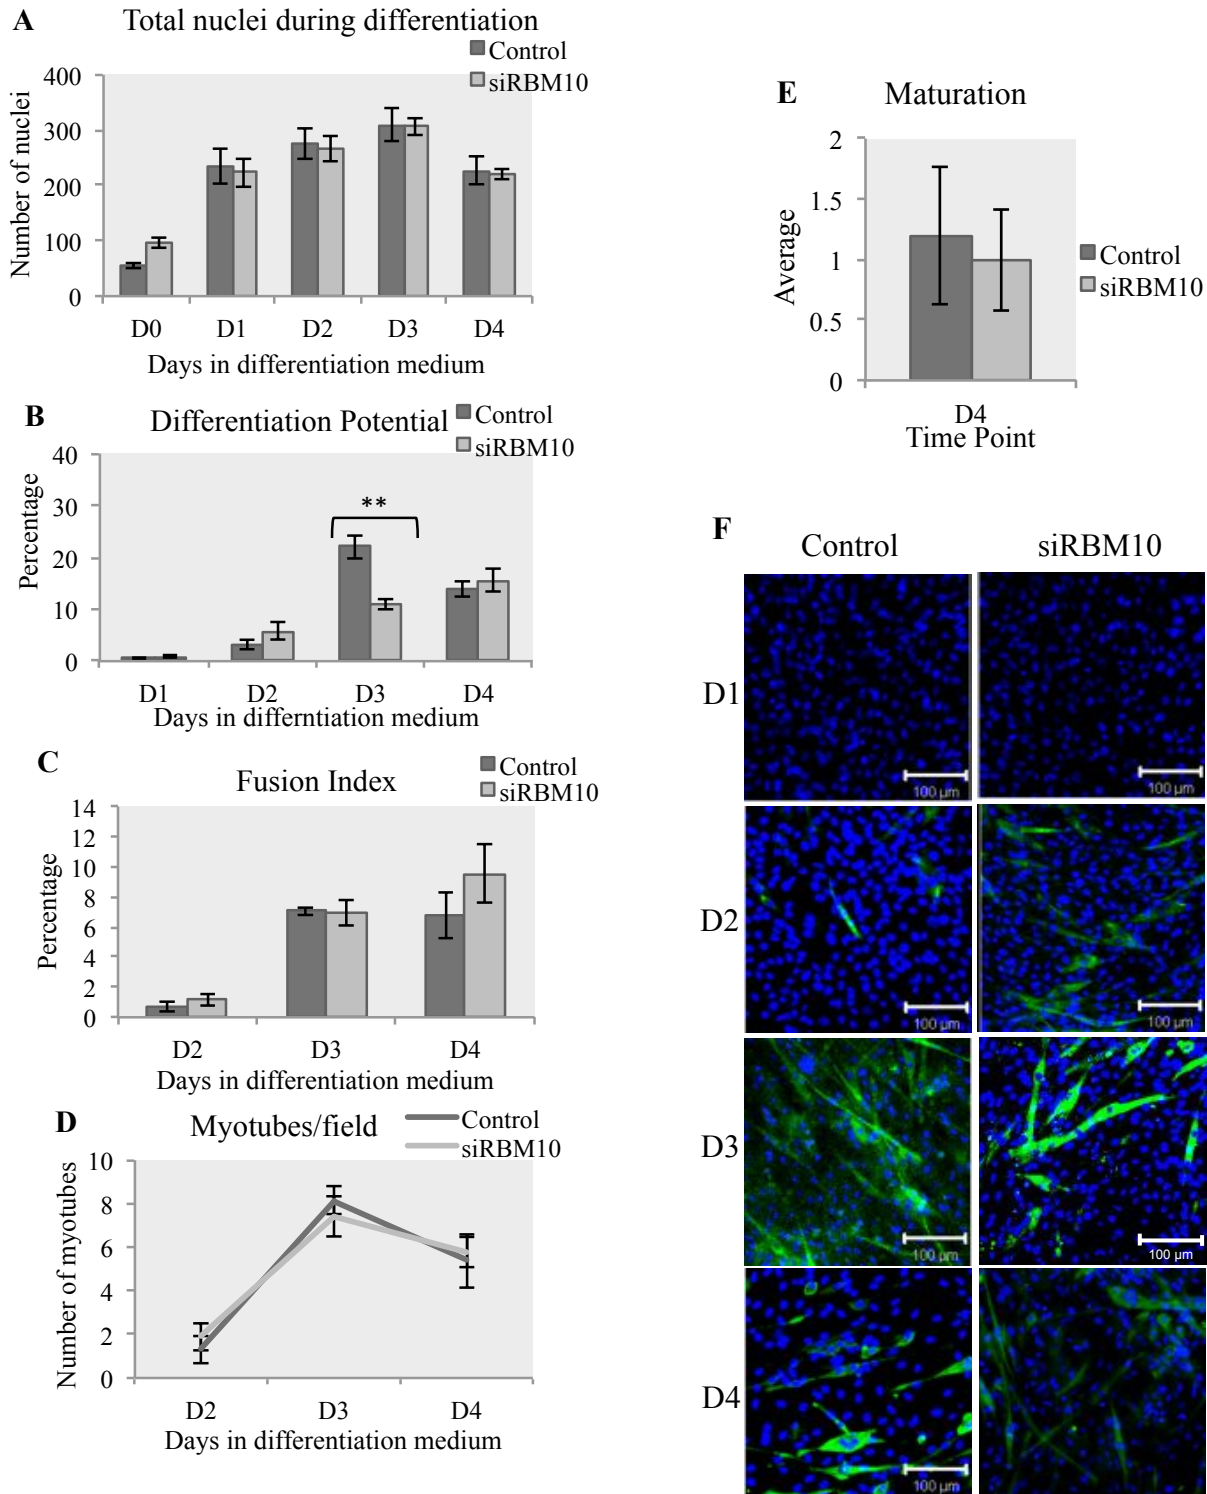 A
Total nuclei during differentiation
Control
siRBM10
Number of nuclei
400
300
200
100
0
D0 D1 D2 D3 D4
Days in differentiation medium
B
Differentiation Potential
Control
siRBM10
Percentage
40
30
20
10
0
**
D1 D2 D3 D4
Days in differntiation medium
C
Fusion Index
Control
siRBM10
Percentage
14
12
10
8
6
4
2
0
D2 D3 D4
Days in differentiation medium
D
Myotubes/field
Control
siRBM10
Number of myotubes
10
8
6
4
2
0
D2 D3 D4
Days in differentiation medium
E
Maturation
Average
2
1.5
1
0.5
0
Control
siRBM10
D4
Time Point
F
Control siRBM10
D1
100 µm 100 µm
D2
100 µm 100 µm
D3
100 µm 100 µm
D4
100 µm 100 µm